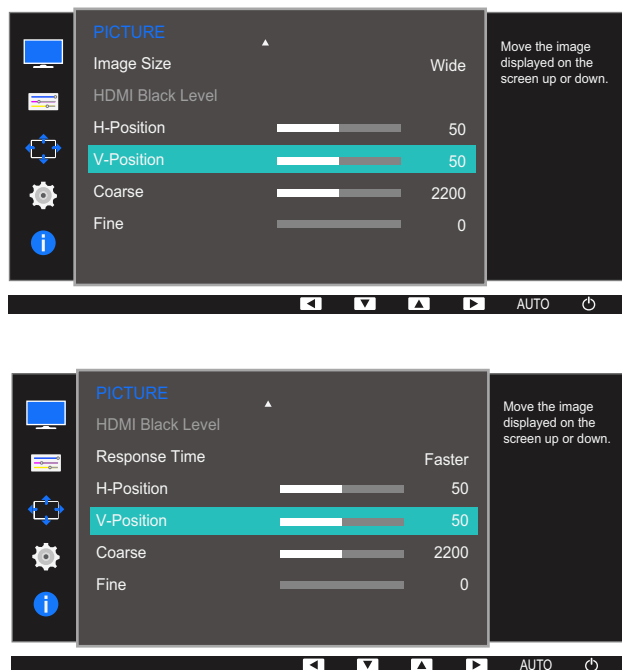 PICTURE
Image Size Wide
HDMI Black Level
H-Position 50
V-Position 50
Coarse 2200
Fine 0
Move the image
displayed on the
screen up or down.
AUTO
PICTURE
HDMI Black Level
Response Time Faster
H-Position 50
V-Position 50
Coarse 2200
Fine 0
Move the image
displayed on the
screen up or down.
AUTO